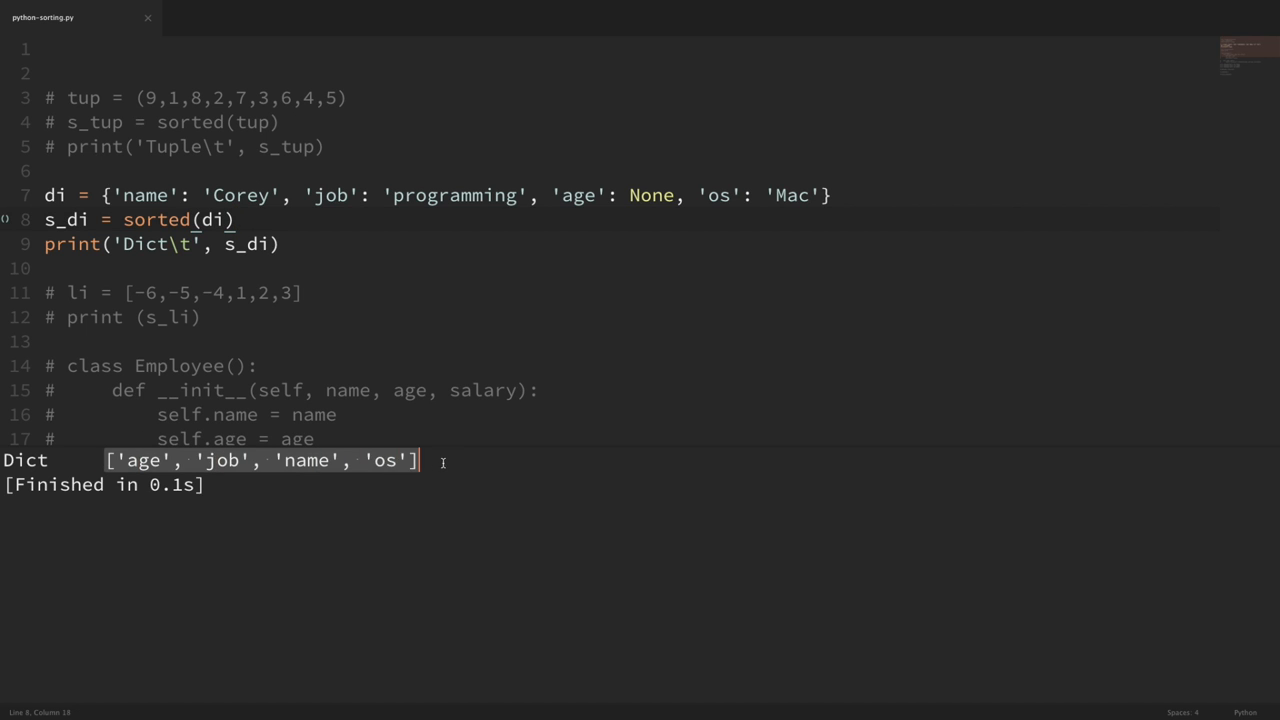 python-sorting.py ×
1
2
3 # tup = (9,1,8,2,7,3,6,4,5)
4 # s_tup = sorted(tup)
5 # print('Tuple\t', s_tup)
6
7 di = {'name': 'Corey', 'job': 'programming', 'age': None, 'os': 'Mac'}
() 8 s_di = sorted(di)
9 print('Dict\t', s_di)
10
11 # li = [-6,-5,-4,1,2,3]
12 # print (s_li)
13
14 # class Employee():
15 #     def __init__(self, name, age, salary):
16 #         self.name = name
17 #         self.age = age
Dict    ['age', 'job', 'name', 'os']
[Finished in 0.1s]
Line 8, Column 18 Spaces: 4 Python